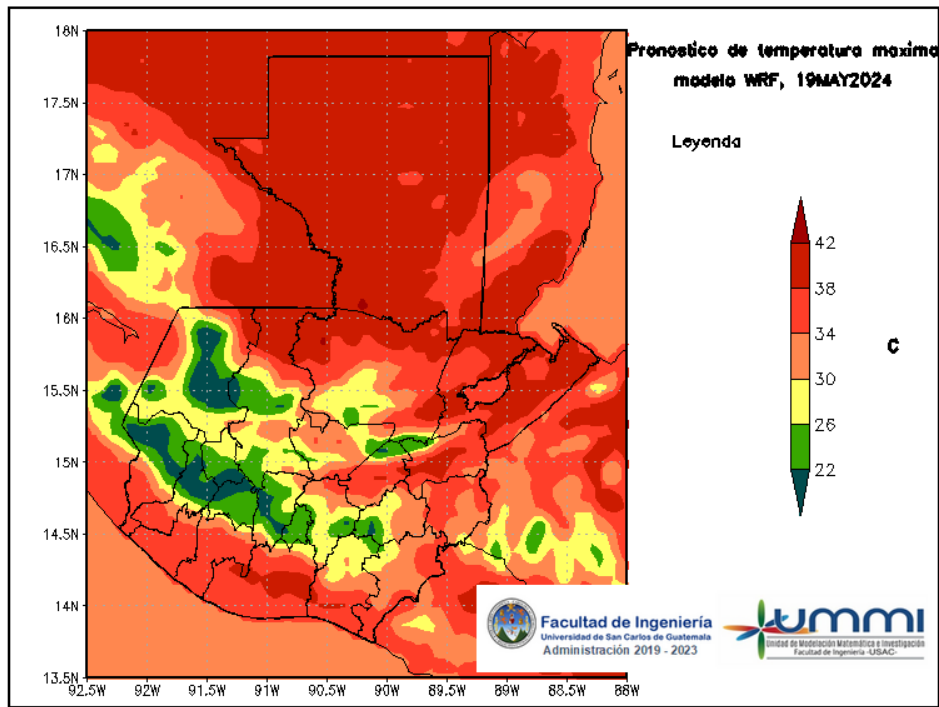 Pronostico de temperatura maxima
modelo WRF, 19MAY2024
Leyenda
42
38
34
30
26
22
C
18N
17.5N
17N
16.5N
16N
15.5N
15N
14.5N
14N
13.5N
92.5W
92W
91.5W
91W
90.5W
90W
89.5W
89W
88.5W
88W
Facultad de Ingeniería
Universidad de San Carlos de Guatemala
Administración 2019 - 2023
ummi
Unidad de Modelación Matemática e Investigación
Facultad de Ingeniería -USAC-